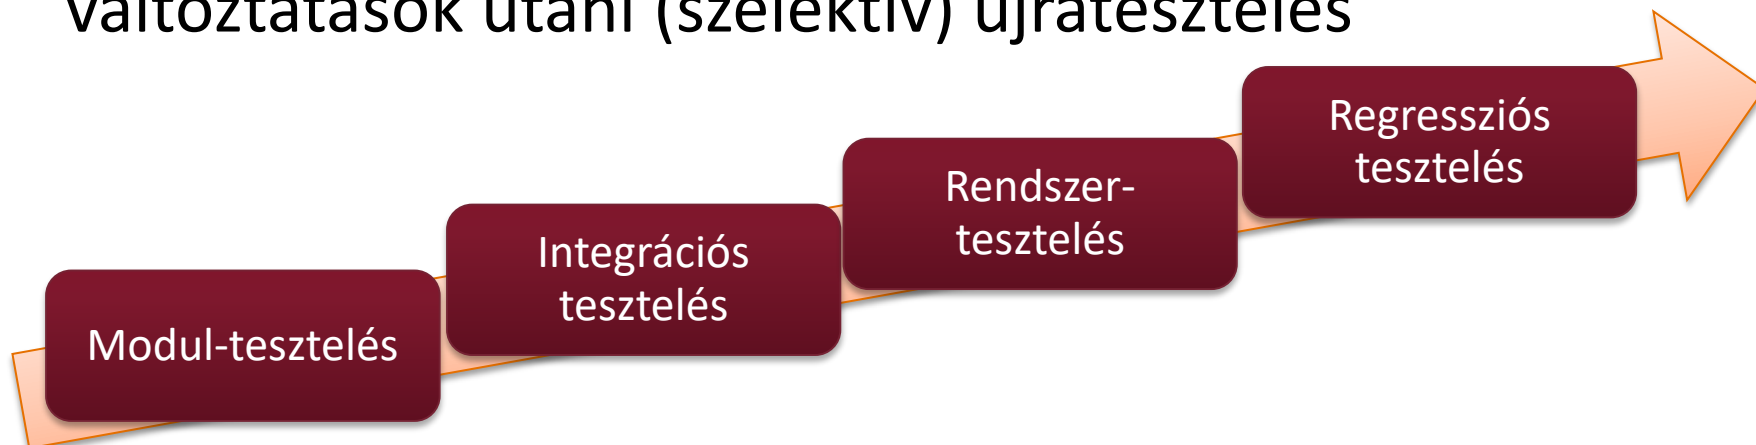 Változtatások utáni (szelektív) újratesztelés
Regressziós
tesztelés
Rendszer-
tesztelés
Integrációs
tesztelés
Modul-tesztelés